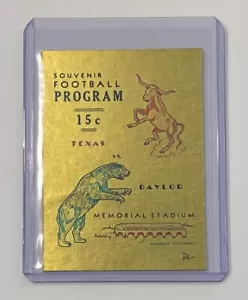 SOUVENIR
FOOTBALL
PROGRAM
15c
TEXAS
VS.
BAYLOR
MEMORIAL STADIUM